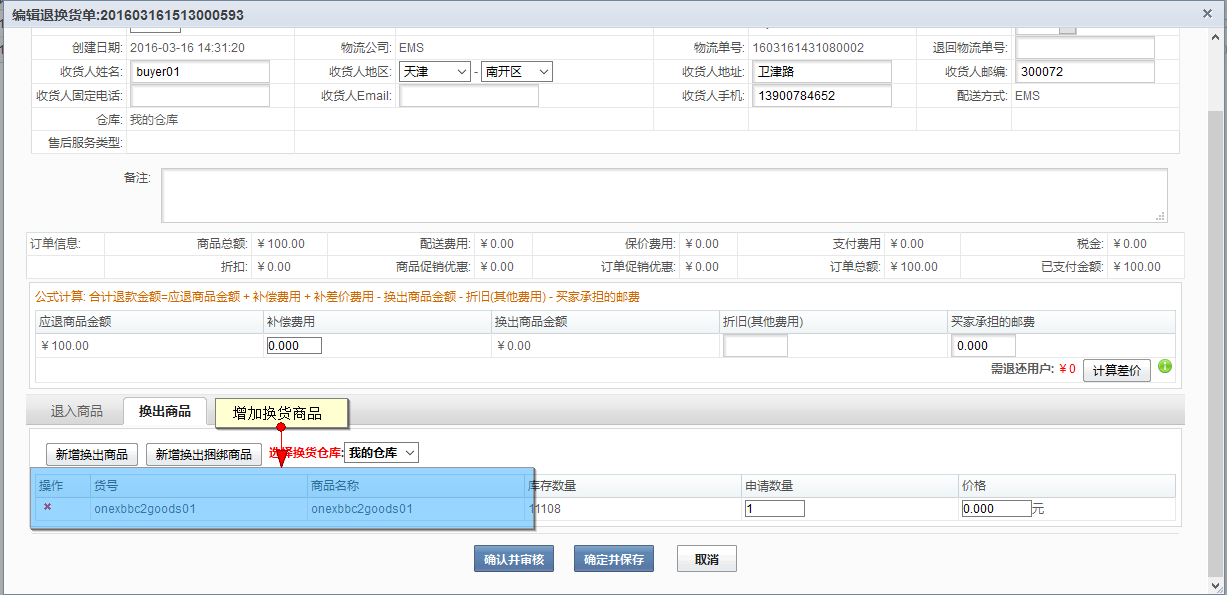 编辑退换货单:201603161513000593
创建日期: 2016-03-16 14:31:20 物流公司: EMS 物流单号: 1603161431080002 退回物流单号:
收货人姓名: buyer01 收货人地区: 天津 - 南开区 收货人地址: 卫津路 收货人邮编: 300072
收货人固定电话: 收货人Email: 收货人手机: 13900784652 配送方式: EMS
仓库: 我的仓库
售后服务类型:
备注:
订单信息: 商品总额: ¥100.00 配送费用: ¥0.00 保价费用: ¥0.00 支付费用 ¥0.00 税金: ¥0.00
折扣: ¥0.00 商品促销优惠: ¥0.00 订单促销优惠: ¥0.00 订单总额: ¥100.00 已支付金额: ¥100.00
公式计算: 合计退款金额=应退商品金额 + 补偿费用 + 补差价费用 - 换出商品金额 - 折旧(其他费用) - 买家承担的邮费
应退商品金额 补偿费用 换出商品金额 折旧(其他费用) 买家承担的邮费
¥100.00 0.000 ¥0.00 0.000
需退还用户: ¥0 计算差价
退入商品 换出商品 增加换货商品
新增换出商品 新增换出捆绑商品 选择换货仓库: 我的仓库
操作 货号 商品名称 库存数量 申请数量 价格
onexbbc2goods01 onexbbc2goods01 11108 1 0.000 元
确认并审核 确定并保存 取消